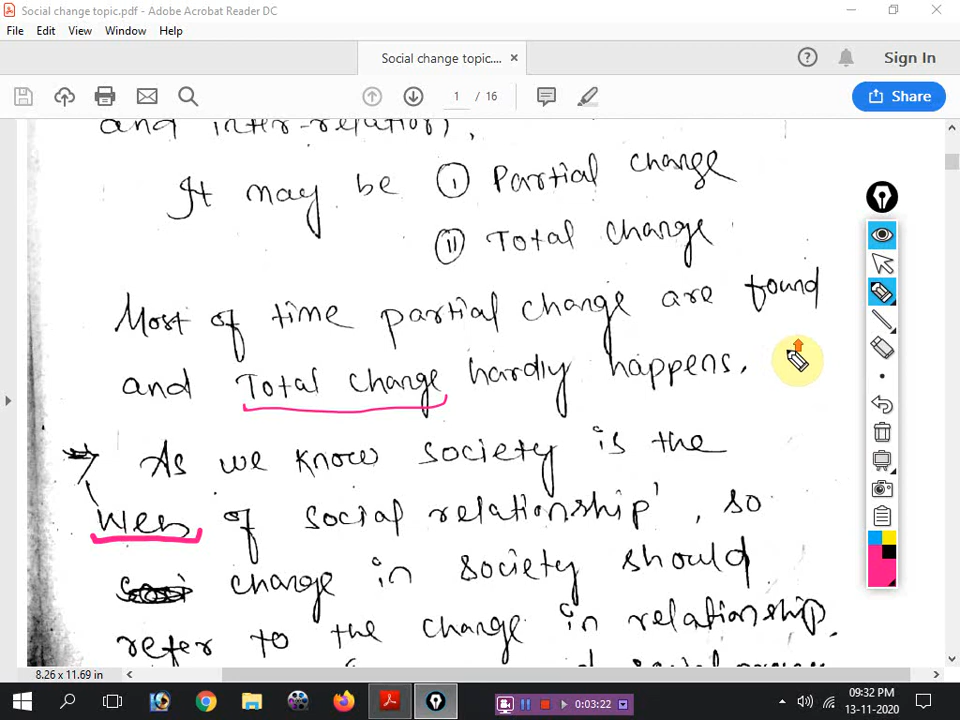 Social change topic.pdf - Adobe Acrobat Reader DC
File Edit View Window Help
Social change topic....
Sign In
1 / 16
Share
and inter-relations,
It may be (i) Partial change
(ii) Total change
Most of time partial change are found
and Total change hardly happens.
As we know society is the
Web of social relationship', so
change in society should
refer to the change in relationship.
8.26 x 11.69 in
0:03:22
09:32 PM
13-11-2020